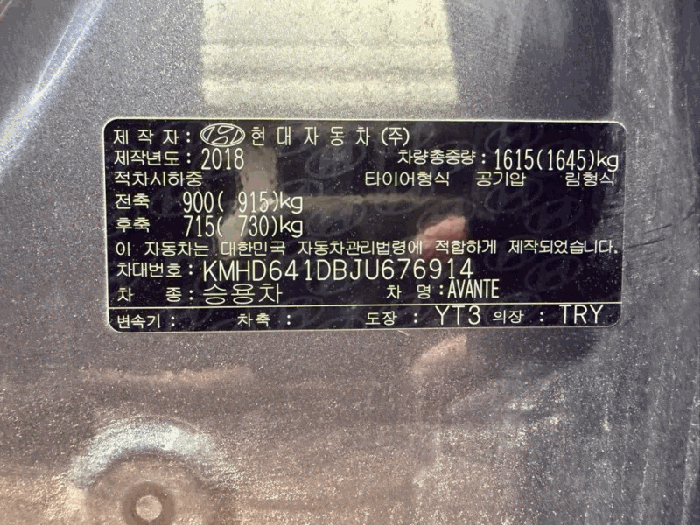 제 작 자 : 현 대 자 동 차 (주)
제작년도 : 2018 차량총중량 : 1615(1645)kg
적차시하중 타이어형식 공기압 림형식
전축 900( 915)kg
후축 715( 730)kg
이 자동차는 대한민국 자동차관리법령에 적합하게 제작되었습니다.
차대번호 : KMHD641DBJU676914
차 종 : 승용차 차 명 : AVANTE
변속기 : 차축 : 도장 : YT3 의장 : TRY